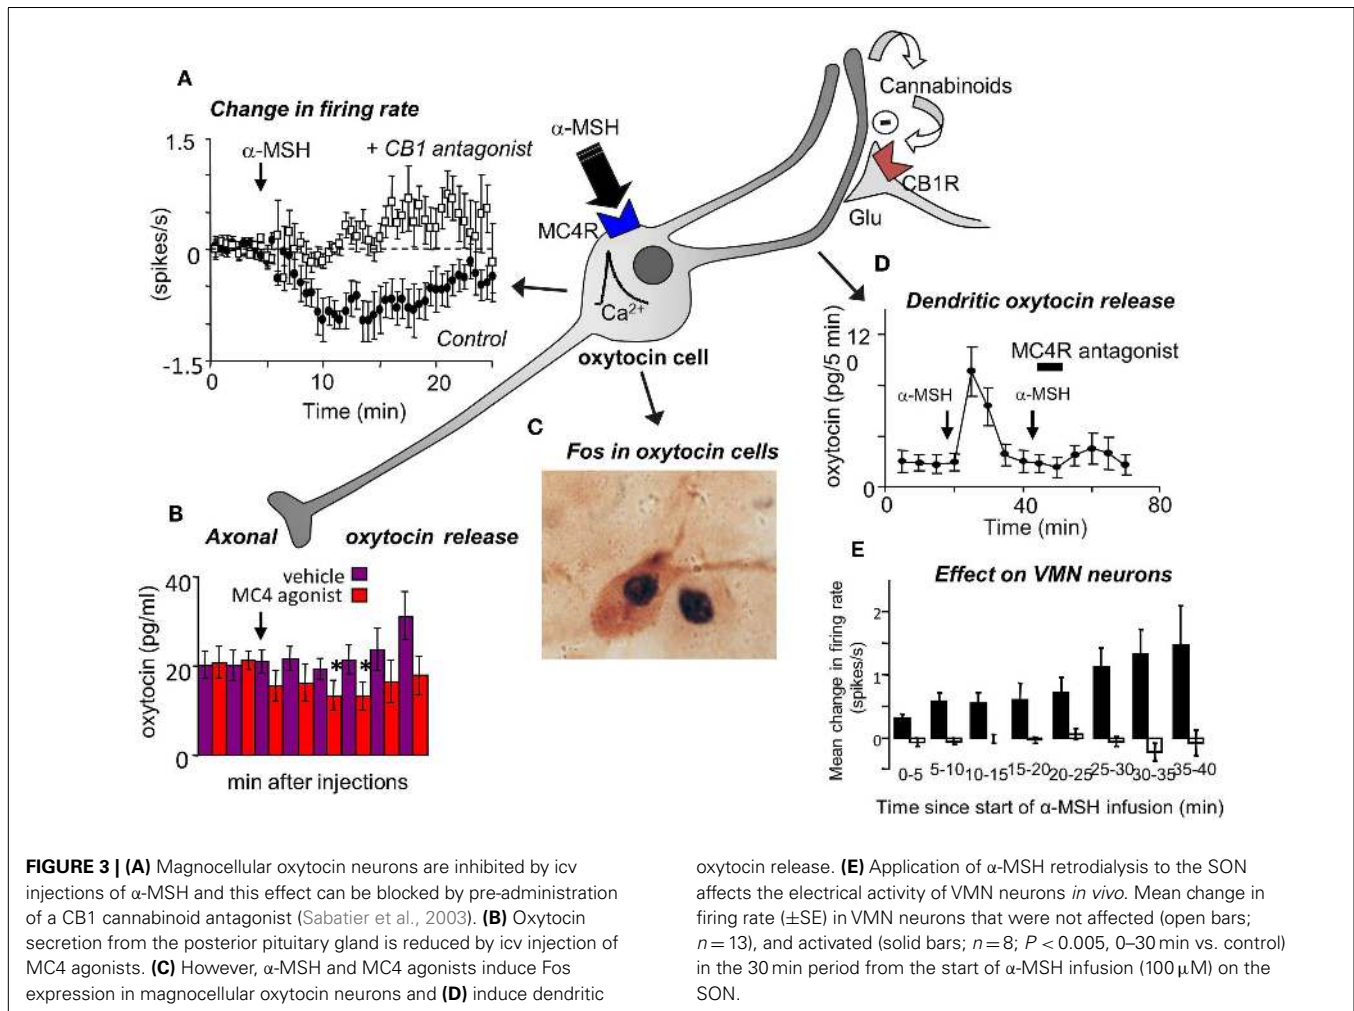 A
Change in firing rate
1.5
α-MSH
+ CB1 antagonist
(spikes/s)
0
Control
-1.5
0
10
20
Time (min)
α-MSH
MC4R
Ca2+
oxytocin cell
Cannabinoids
CB1R
Glu
D
Dendritic oxytocin release
oxytocin (pg/5 min)
12
0
MC4R antagonist
α-MSH
α-MSH
0
0
40
80
Time (min)
C
Fos in oxytocin cells
B
Axonal oxytocin release
40
vehicle
MC4 agonist
oxytocin (pg/ml)
20
* *
0
min after injections
E
Effect on VMN neurons
Mean change in firing rate
(spikes/s)
2
1
0
0-5 5-10 10-15 15-20 20-25 25-30 30-35 35-40
Time since start of α-MSH infusion (min)
FIGURE 3 | (A) Magnocellular oxytocin neurons are inhibited by icv
injections of α-MSH and this effect can be blocked by pre-administration
of a CB1 cannabinoid antagonist (Sabatier et al., 2003). (B) Oxytocin
secretion from the posterior pituitary gland is reduced by icv injection of
MC4 agonists. (C) However, α-MSH and MC4 agonists induce Fos
expression in magnocellular oxytocin neurons and (D) induce dendritic
oxytocin release. (E) Application of α-MSH retrodialysis to the SON
affects the electrical activity of VMN neurons in vivo. Mean change in
firing rate (±SE) in VMN neurons that were not affected (open bars;
n = 13), and activated (solid bars; n = 8; P < 0.005, 0–30 min vs. control)
in the 30 min period from the start of α-MSH infusion (100 μM) on the
SON.